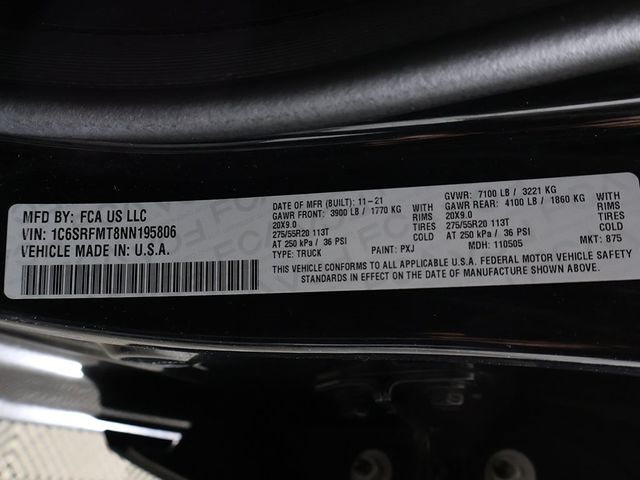 MFD BY: FCA US LLC
VIN: 1C6SRFMT8NN195806
VEHICLE MADE IN U.S.A.
DATE OF MFR (BUILT): 11-21 GVWR: 7100 LB / 3221 KG
GAWR FRONT: 3900 LB / 1770 KG WITH GAWR REAR: 4100 LB / 1860 KG WITH
20X9.0 RIMS 20X9.0 RIMS
275/55R20 113T TIRES 275/55R20 113T TIRES
AT 250 kPa / 36 PSI COLD AT 250 kPa / 36 PSI COLD
TYPE: TRUCK PAINT: PXJ MDH: 110505 MKT: 875
THIS VEHICLE CONFORMS TO ALL APPLICABLE U.S.A. FEDERAL MOTOR VEHICLE SAFETY
STANDARDS IN EFFECT ON THE DATE OF MANUFACTURE SHOWN ABOVE.